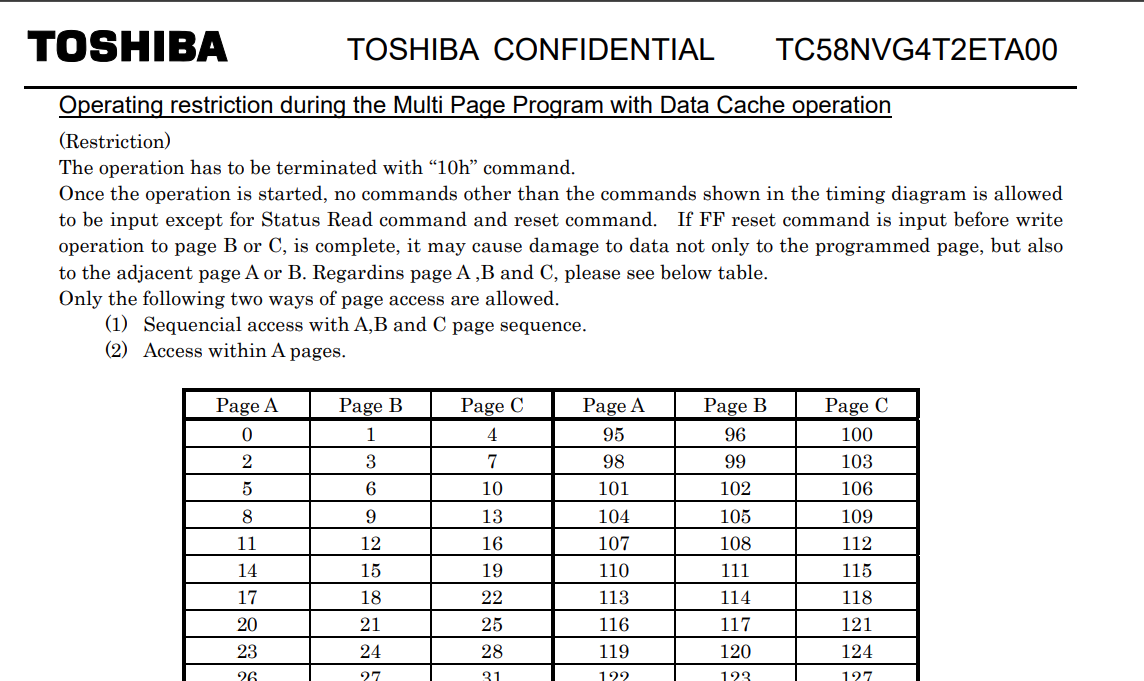 TOSHIBA TOSHIBA CONFIDENTIAL TC58NVG4T2ETA00
Operating restriction during the Multi Page Program with Data Cache operation
(Restriction)
The operation has to be terminated with “10h” command.
Once the operation is started, no commands other than the commands shown in the timing diagram is allowed
to be input except for Status Read command and reset command. If FF reset command is input before write
operation to page B or C, is complete, it may cause damage to data not only to the programmed page, but also
to the adjacent page A or B. Regardins page A ,B and C, please see below table.
Only the following two ways of page access are allowed.
(1) Sequencial access with A,B and C page sequence.
(2) Access within A pages.
Page A Page B Page C Page A Page B Page C
0 1 4 95 96 100
2 3 7 98 99 103
5 6 10 101 102 106
8 9 13 104 105 109
11 12 16 107 108 112
14 15 19 110 111 115
17 18 22 113 114 118
20 21 25 116 117 121
23 24 28 119 120 124
26 27 31 122 123 127